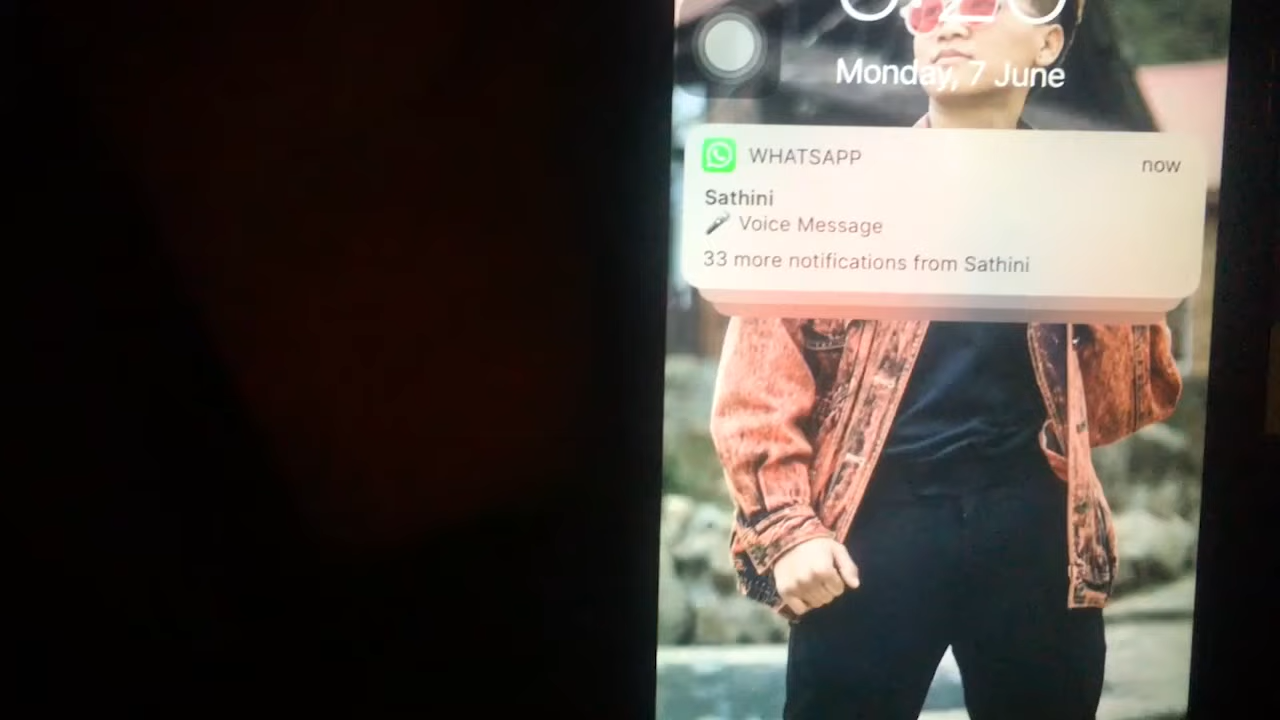 Monday, 7 June
WHATSAPP
now
Sathini
Voice Message
33 more notifications from Sathini